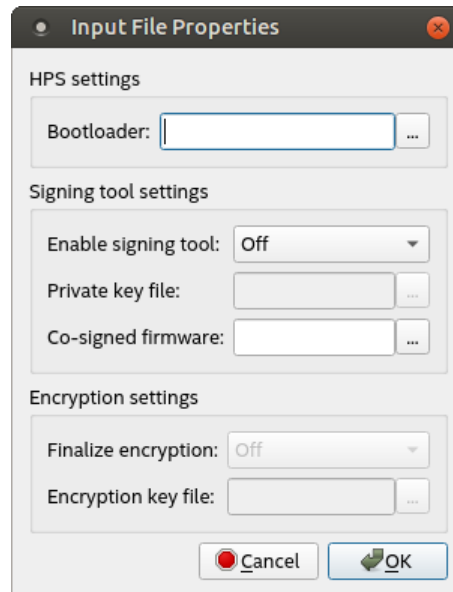 Input File Properties
HPS settings
Bootloader: ...
Signing tool settings
Enable signing tool: Off
Private key file: ...
Co-signed firmware: ...
Encryption settings
Finalize encryption: Off
Encryption key file: ...
Cancel OK